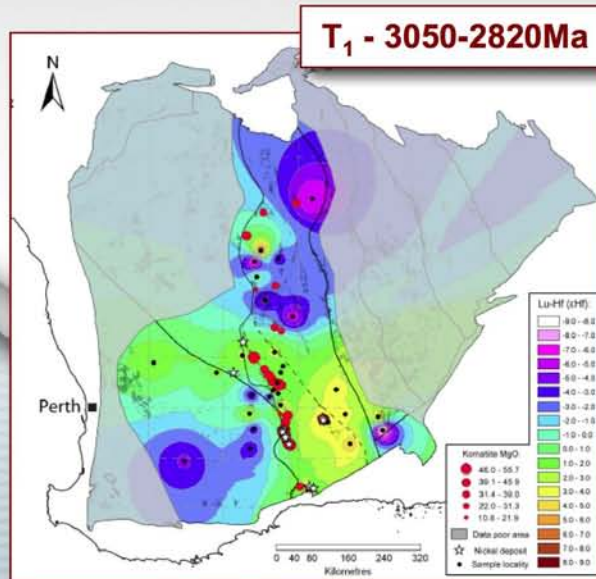 T1 - 3050-2820Ma
N
Perth
Lu-Hf (εHf):
-9.0 - -8.0
-8.0 - -7.0
-7.0 - -6.0
-6.0 - -5.0
-5.0 - -4.0
-4.0 - -3.0
-3.0 - -2.0
-2.0 - -1.0
-1.0 - 0.0
0.0 - 1.0
1.0 - 2.0
2.0 - 3.0
3.0 - 4.0
4.0 - 5.0
5.0 - 6.0
6.0 - 7.0
7.0 - 8.0
8.0 - 9.0
Komatiite MgO:
46.0 - 55.7
39.1 - 45.9
31.4 - 39.0
22.0 - 31.3
10.8 - 21.9
Data poor area
Nickel deposit
Sample locality
0 40 80 160 240 320
Kilometres